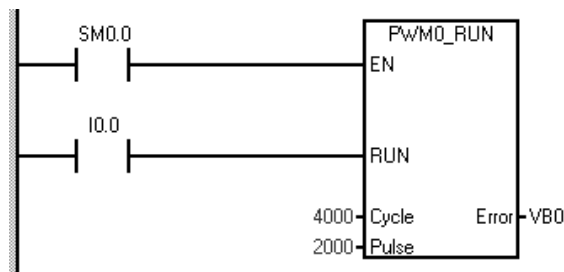 SM0.0
PWM0_RUN
EN
I0.0
RUN
4000 Cycle Error VB0
2000 Pulse